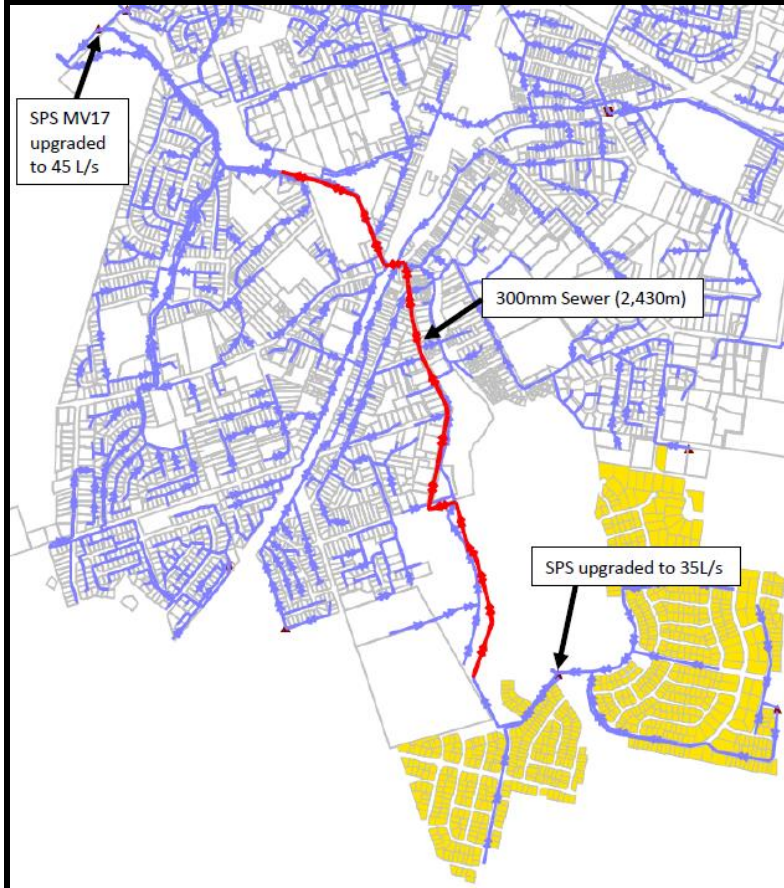 SPS MV17
upgraded
to 45 L/s
300mm Sewer (2,430m)
SPS upgraded to 35L/s